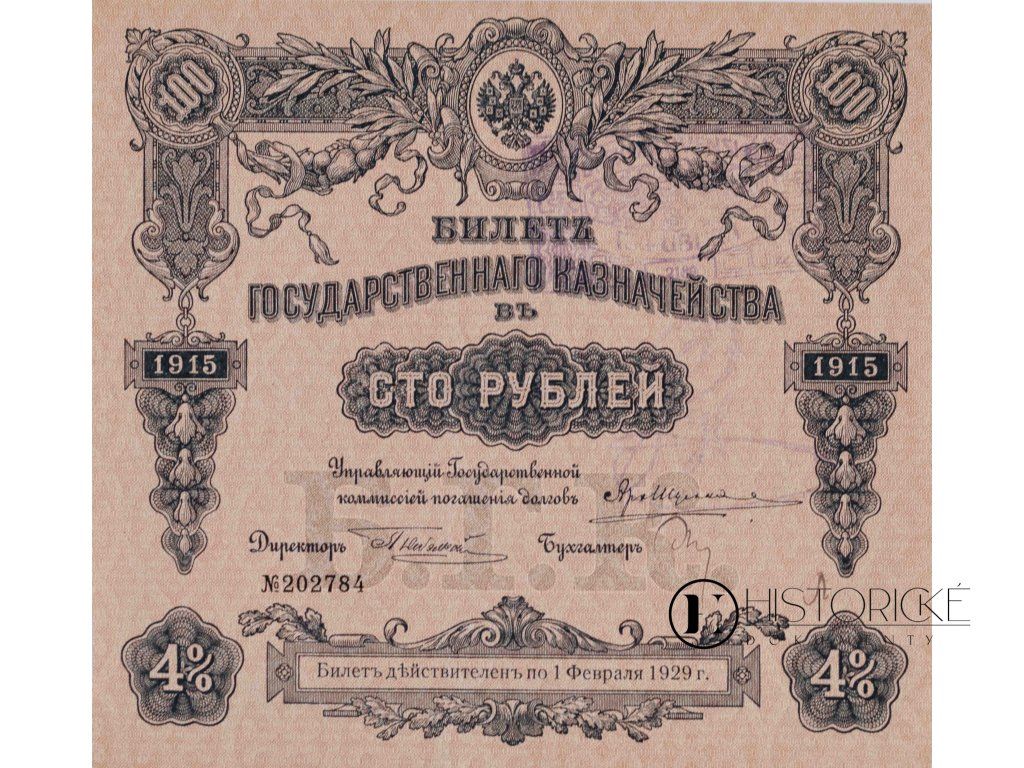 100 100
БИЛЕТЪ
ГОСУДАРСТВЕННАГО КАЗНАЧЕЙСТВА
ВЪ
1915 1915
СТО РУБЛЕЙ
Управляющій Государственной
коммиссіей погашенія долговъ
Директоръ Бухгалтеръ
Б.Г.К.
№202784
HISTORICKÉ
4% 4%
Билетъ дѣйствителенъ по 1 Февраля 1929 г.